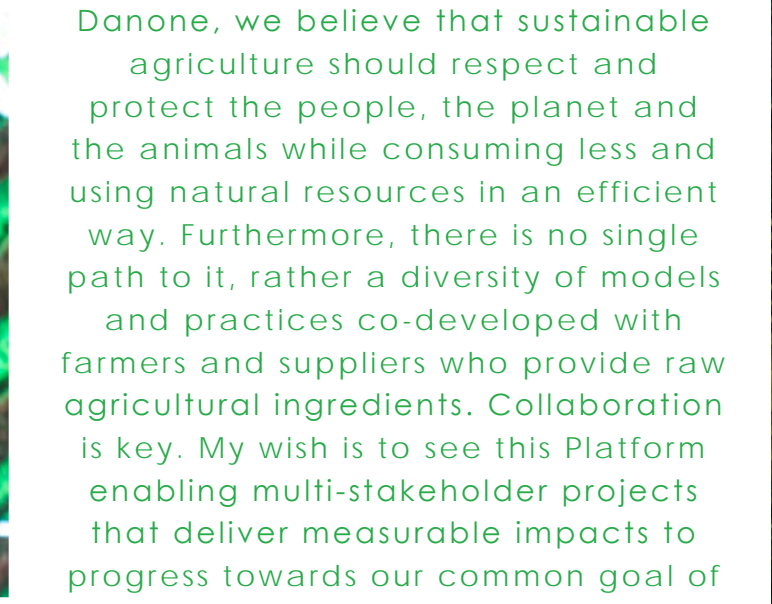 Danone, we believe that sustainable
agriculture should respect and
protect the people, the planet and
the animals while consuming less and
using natural resources in an efficient
way. Furthermore, there is no single
path to it, rather a diversity of models
and practices co-developed with
farmers and suppliers who provide raw
agricultural ingredients. Collaboration
is key. My wish is to see this Platform
enabling multi-stakeholder projects
that deliver measurable impacts to
progress towards our common goal of